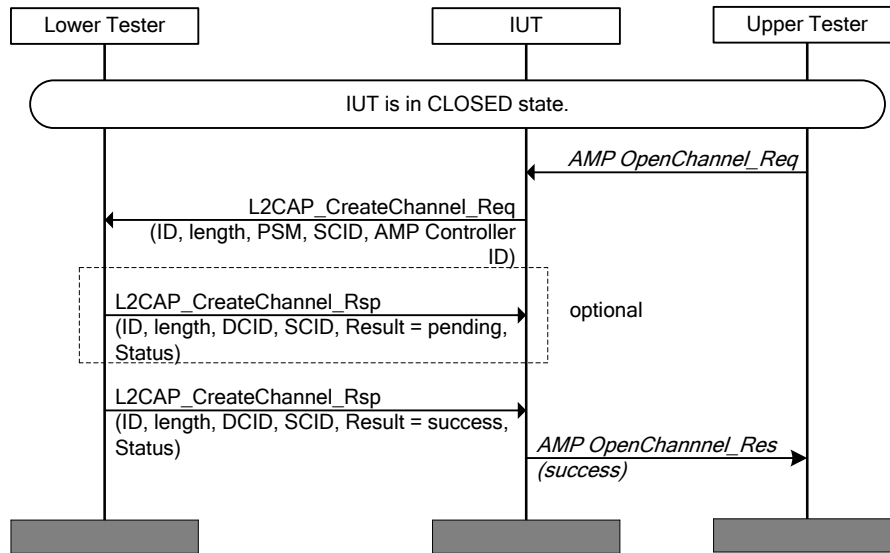 Lower Tester
IUT
Upper Tester
IUT is in CLOSED state.
AMP OpenChannel_Req
L2CAP_CreateChannel_Req
(ID, length, PSM, SCID, AMP Controller
ID)
L2CAP_CreateChannel_Rsp
(ID, length, DCID, SCID, Result = pending,
Status)
optional
L2CAP_CreateChannel_Rsp
(ID, length, DCID, SCID, Result = success,
Status)
AMP OpenChannnel_Res
(success)